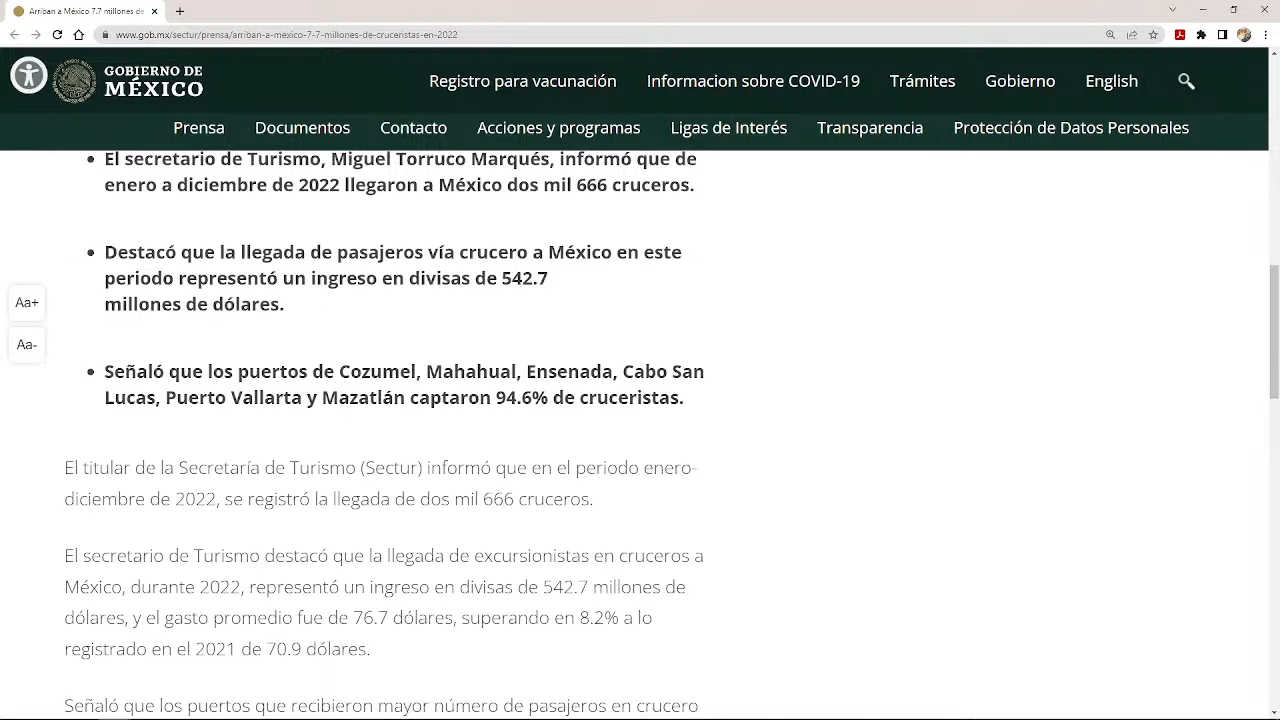 Arriban a México 7.7 millones de
www.gob.mx/sectur/prensa/arriban-a-mexico-7-7-millones-de-cruceristas-en-2022
GOBIERNO DE
MÉXICO
Registro para vacunación Informacion sobre COVID-19 Trámites Gobierno English
Prensa Documentos Contacto Acciones y programas Ligas de Interés Transparencia Protección de Datos Personales
El secretario de Turismo, Miguel Torruco Marqués, informó que de
enero a diciembre de 2022 llegaron a México dos mil 666 cruceros.
Destacó que la llegada de pasajeros vía crucero a México en este
periodo representó un ingreso en divisas de 542.7
millones de dólares.
Aa+
Aa-
Señaló que los puertos de Cozumel, Mahahual, Ensenada, Cabo San
Lucas, Puerto Vallarta y Mazatlán captaron 94.6% de cruceristas.
El titular de la Secretaría de Turismo (Sectur) informó que en el periodo enero-
diciembre de 2022, se registró la llegada de dos mil 666 cruceros.
El secretario de Turismo destacó que la llegada de excursionistas en cruceros a
México, durante 2022, representó un ingreso en divisas de 542.7 millones de
dólares, y el gasto promedio fue de 76.7 dólares, superando en 8.2% a lo
registrado en el 2021 de 70.9 dólares.
Señaló que los puertos que recibieron mayor número de pasajeros en crucero